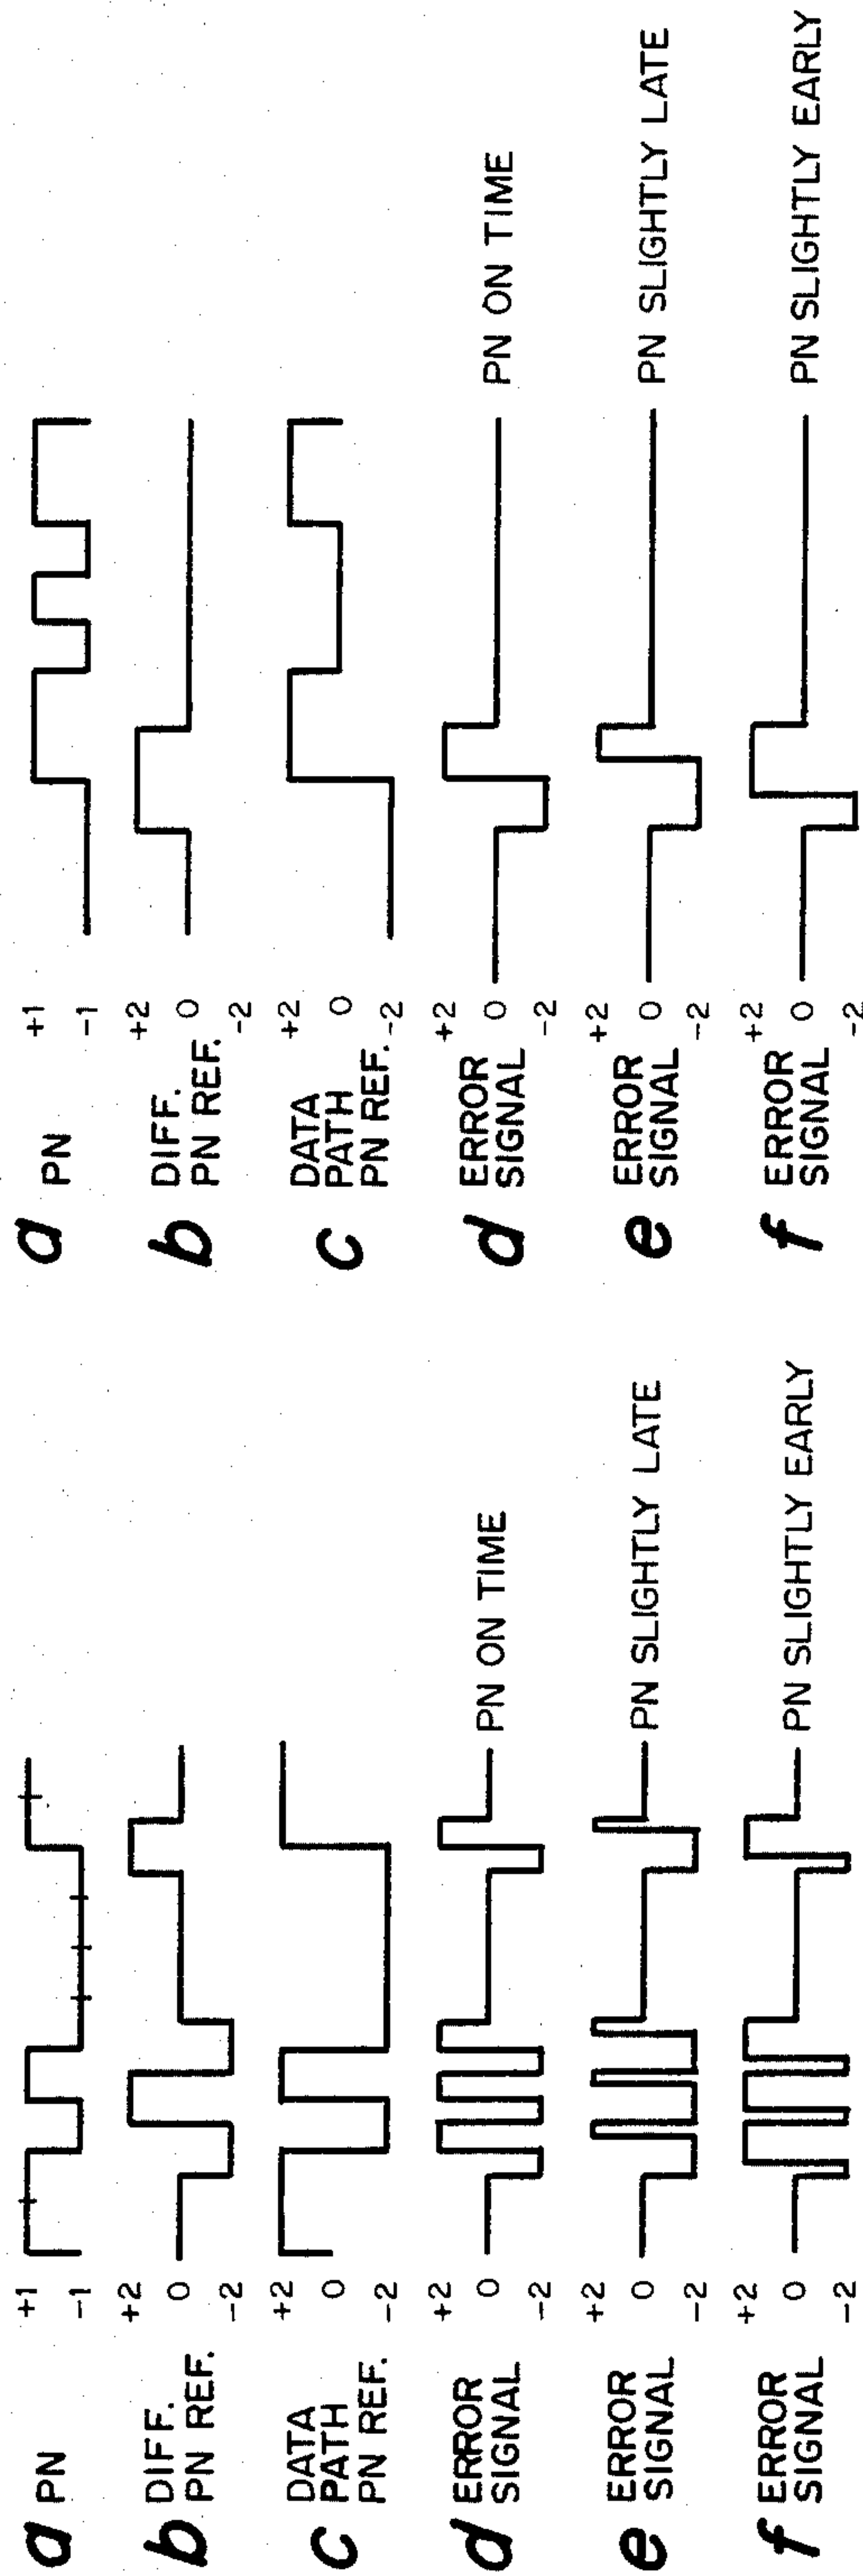 a PN
+1
-1
b DIFF.
PN REF.
+2
0
-2
c DATA
PATH
PN REF.
+2
0
-2
d ERROR
SIGNAL
+2
0
-2
PN ON TIME
e ERROR
SIGNAL
+2
0
-2
PN SLIGHTLY LATE
f ERROR
SIGNAL
+2
0
-2
PN SLIGHTLY EARLY
a PN
+1
-1
b DIFF.
PN REF.
+2
0
-2
c DATA
PATH
PN REF.
+2
0
-2
d ERROR
SIGNAL
+2
0
-2
PN ON TIME
e ERROR
SIGNAL
+2
0
-2
PN SLIGHTLY LATE
f ERROR
SIGNAL
+2
0
-2
PN SLIGHTLY EARLY